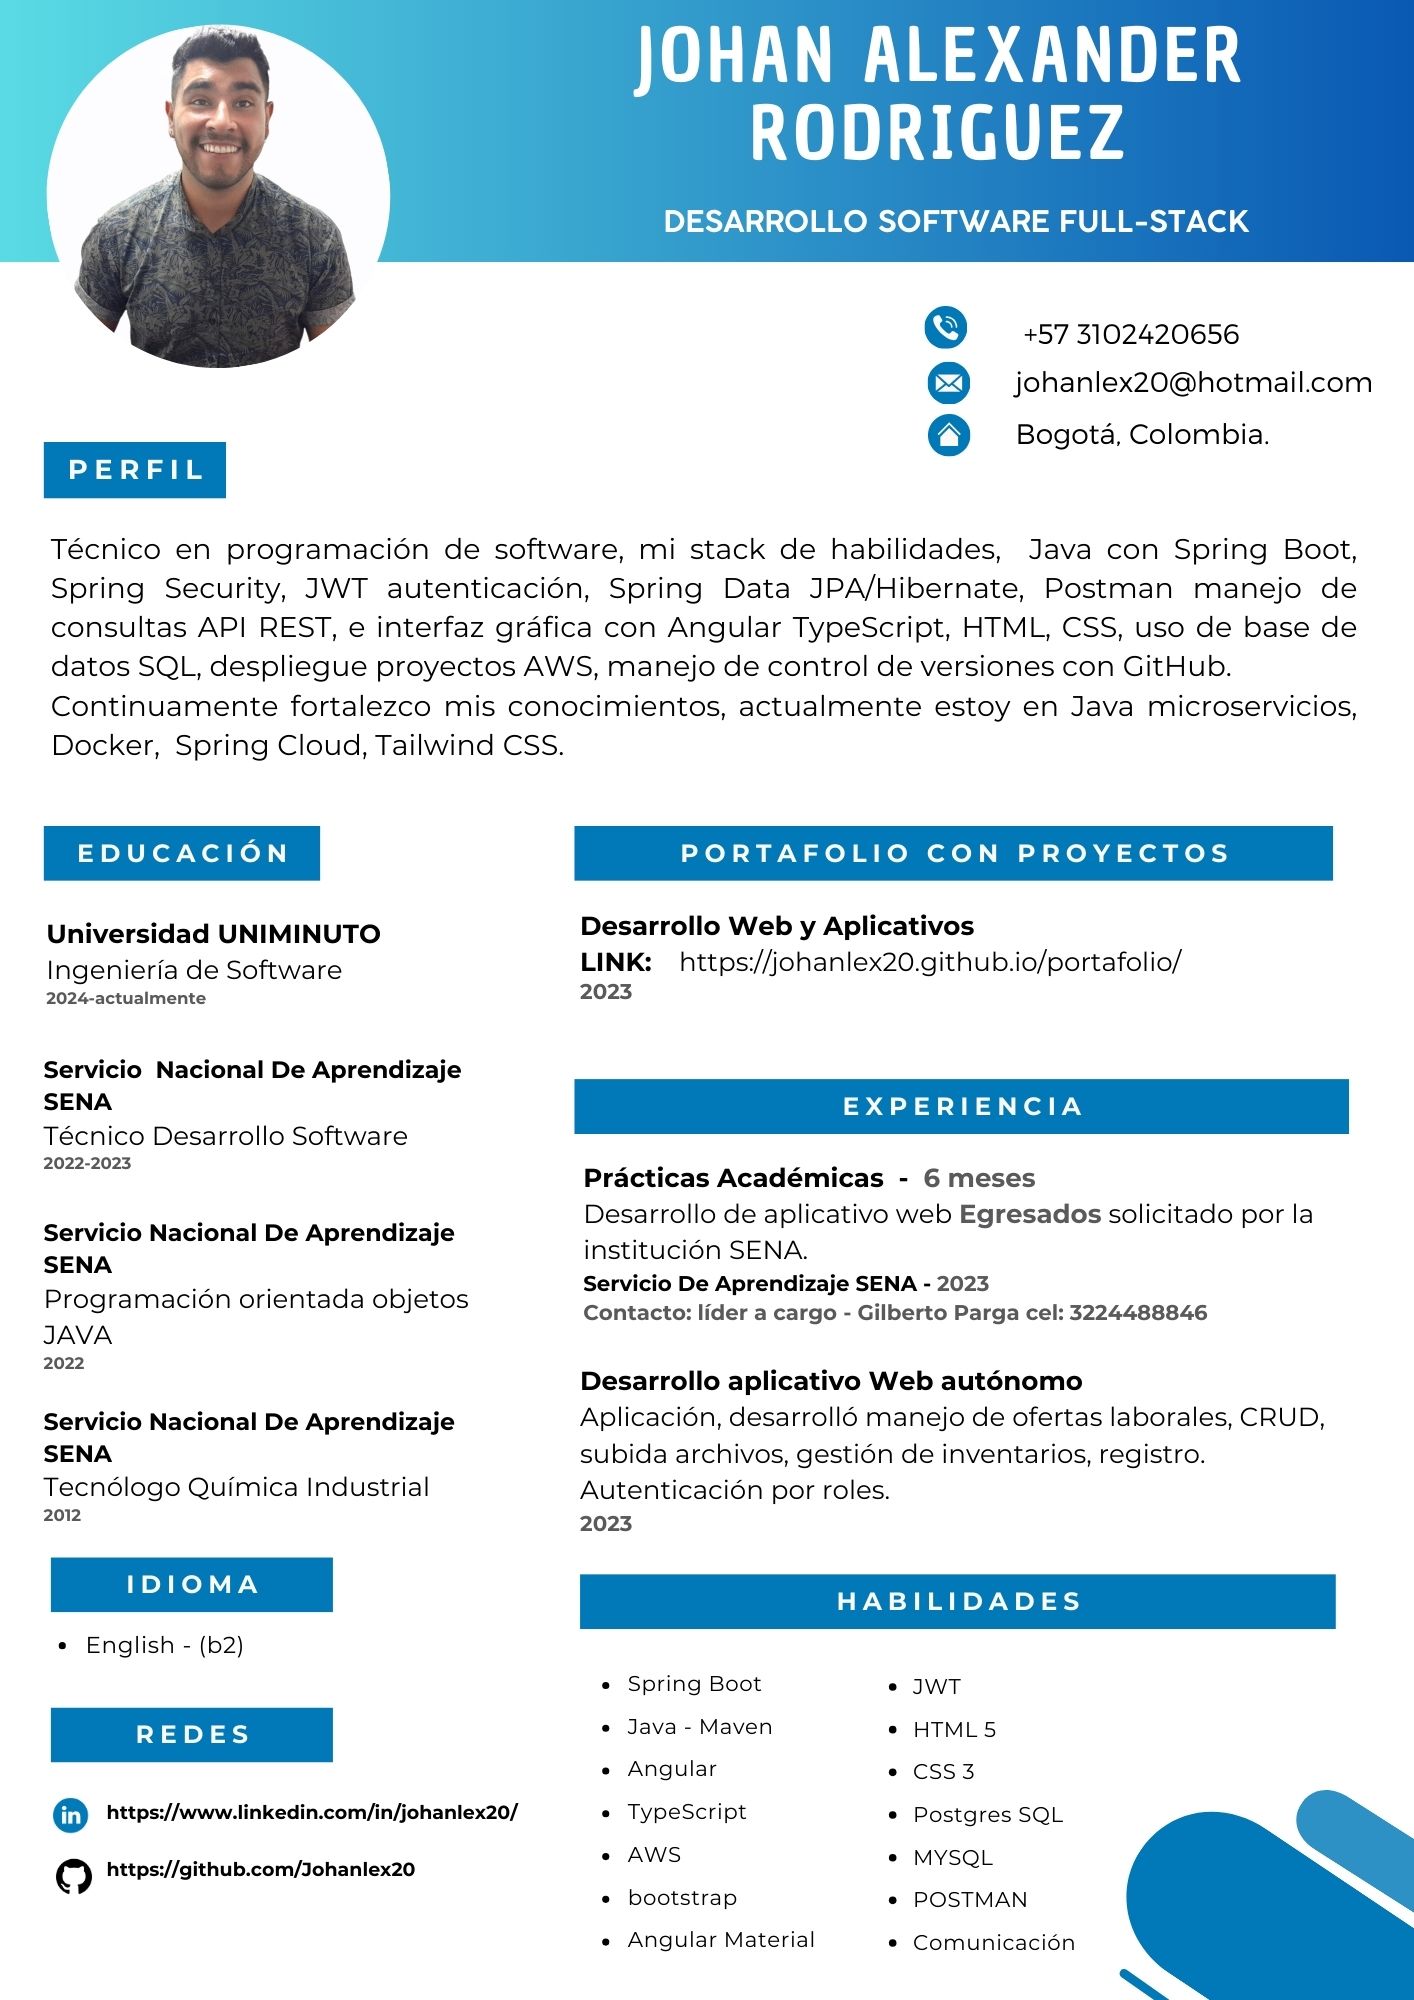 JOHAN ALEXANDER
RODRIGUEZ
DESARROLLO SOFTWARE FULL-STACK
+57 3102420656
johanlex20@hotmail.com
Bogotá, Colombia.
PERFIL
Técnico en programación de software, mi stack de habilidades, Java con Spring Boot,
Spring Security, JWT autenticación, Spring Data JPA/Hibernate, Postman manejo de
consultas API REST, e interfaz gráfica con Angular TypeScript, HTML, CSS, uso de base de
datos SQL, despliegue proyectos AWS, manejo de control de versiones con GitHub.
Continuamente fortalezco mis conocimientos, actualmente estoy en Java microservicios,
Docker, Spring Cloud, Tailwind CSS.
EDUCACIÓN
Universidad UNIMINUTO
Ingeniería de Software
2024-actualmente
Servicio Nacional De Aprendizaje
SENA
Técnico Desarrollo Software
2022-2023
Servicio Nacional De Aprendizaje
SENA
Programación orientada objetos
JAVA
2022
Servicio Nacional De Aprendizaje
SENA
Tecnólogo Química Industrial
2012
IDIOMA
• English - (b2)
REDES
in
https://www.linkedin.com/in/johanlex20/
https://github.com/Johanlex20
PORTAFOLIO CON PROYECTOS
Desarrollo Web y Aplicativos
LINK: https://johanlex20.github.io/portafolio/
2023
EXPERIENCIA
Prácticas Académicas - 6 meses
Desarrollo de aplicativo web Egresados solicitado por la
institución SENA.
Servicio De Aprendizaje SENA - 2023
Contacto: líder a cargo - Gilberto Parga cel: 3224488846
Desarrollo aplicativo Web autónomo
Aplicación, desarrolló manejo de ofertas laborales, CRUD,
subida archivos, gestión de inventarios, registro.
Autenticación por roles.
2023
HABILIDADES
• Spring Boot
• Java - Maven
• Angular
• TypeScript
• AWS
• bootstrap
• Angular Material
• JWT
• HTML 5
• CSS 3
• Postgres SQL
• MYSQL
• POSTMAN
• Comunicación